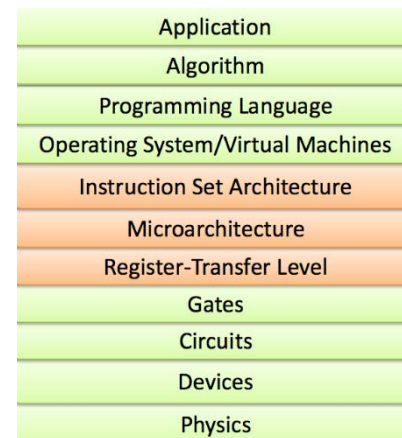 Application
Algorithm
Programming Language
Operating System/Virtual Machines
Instruction Set Architecture
Microarchitecture
Register-Transfer Level
Gates
Circuits
Devices
Physics